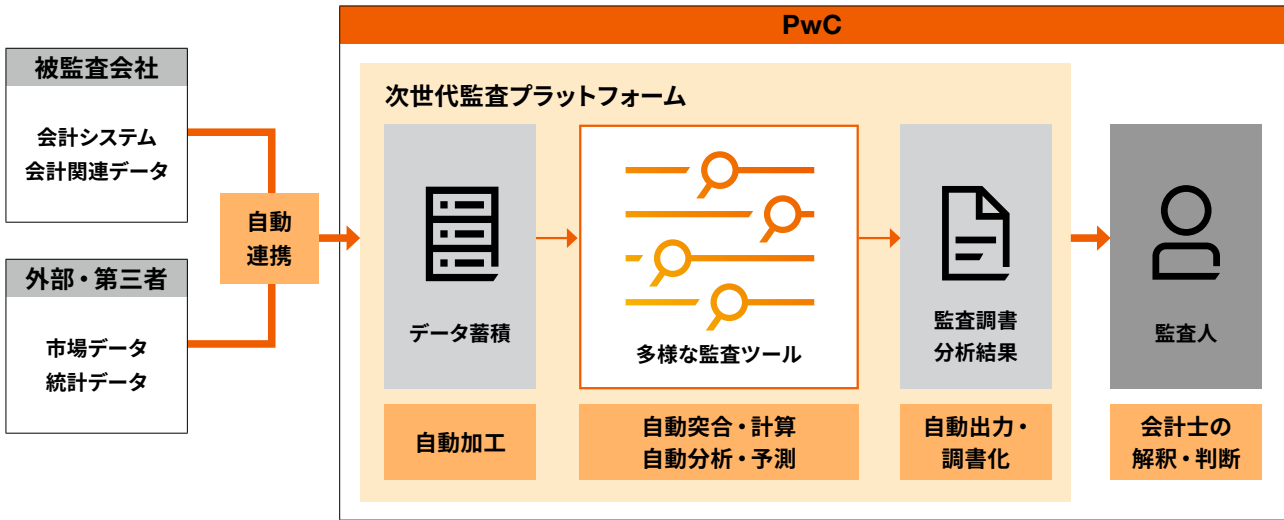 PwC
被監査会社
会計システム
会計関連データ
外部・第三者
市場データ
統計データ
自動
連携
次世代監査プラットフォーム
データ蓄積
自動加工
多様な監査ツール
自動突合・計算
自動分析・予測
監査調書
分析結果
自動出力・
調書化
監査人
会計士の
解釈・判断